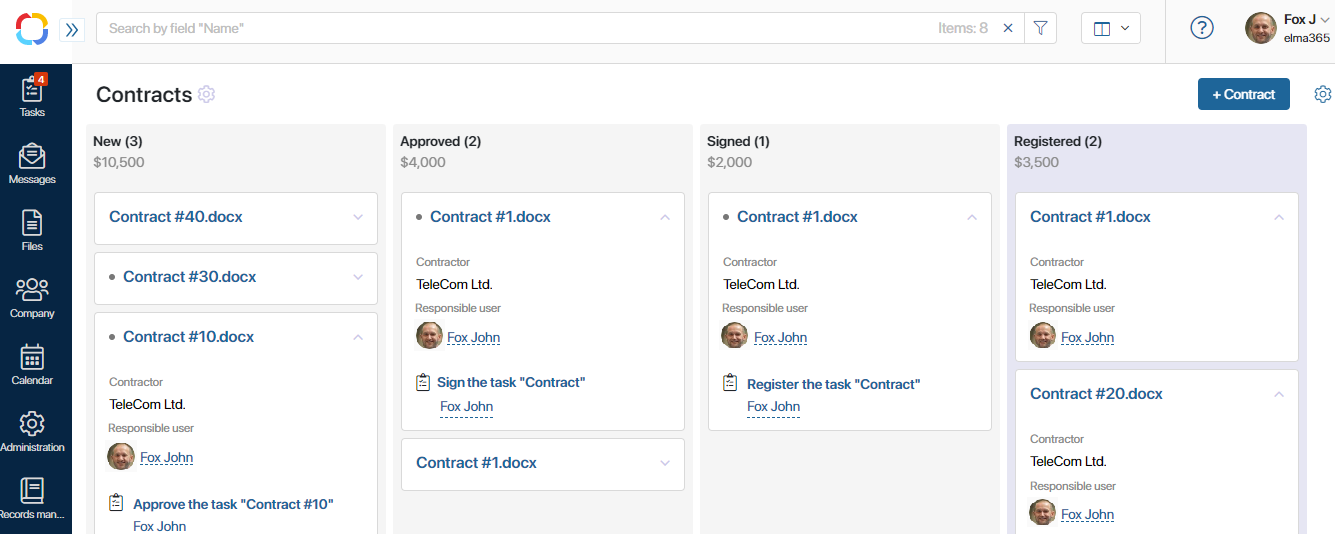 Search by field "Name"
Items: 8
Fox J
elma365
4
Tasks
Messages
Files
Company
Calendar
Administration
Records man...
Contracts
+ Contract
New (3)
$10,500
Contract #40.docx
Contract #30.docx
Contract #10.docx
Contractor
TeleCom Ltd.
Responsible user
Fox John
Approve the task "Contract #10"
Fox John
Approved (2)
$4,000
Contract #1.docx
Contractor
TeleCom Ltd.
Responsible user
Fox John
Sign the task "Contract"
Fox John
Contract #1.docx
Signed (1)
$2,000
Contract #1.docx
Contractor
TeleCom Ltd.
Responsible user
Fox John
Register the task "Contract"
Fox John
Registered (2)
$3,500
Contract #1.docx
Contractor
TeleCom Ltd.
Responsible user
Fox John
Contract #20.docx
Contractor
TeleCom Ltd.
Responsible user
Fox John